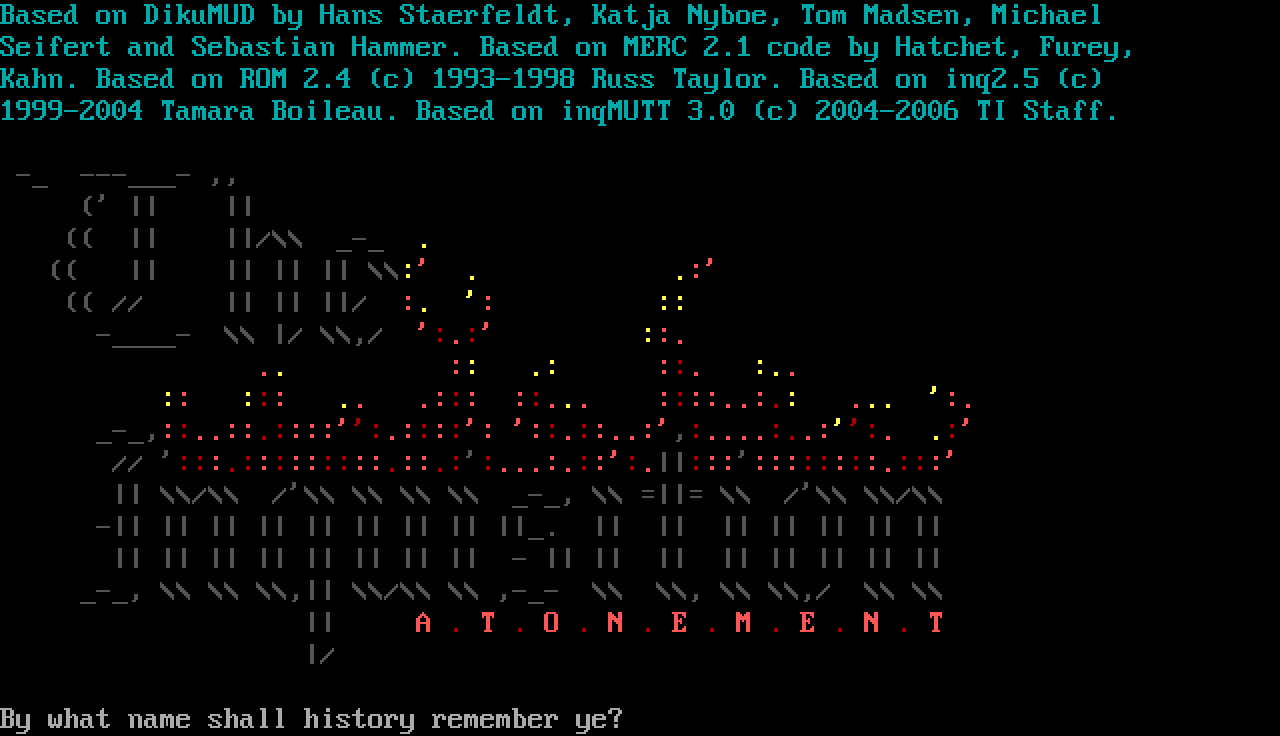 Based on DikuMUD by Hans Staerfeldt, Katja Nyboe, Tom Madsen, Michael
Seifert and Sebastian Hammer. Based on MERC 2.1 code by Hatchet, Furey,
Kahn. Based on ROM 2.4 (c) 1993-1998 Russ Taylor. Based on inq2.5 (c)
1999-2004 Tamara Boileau. Based on inqMUTT 3.0 (c) 2004-2006 TI Staff.
The
Inquisition
A.T.O.N.E.M.E.N.T
By what name shall history remember ye?